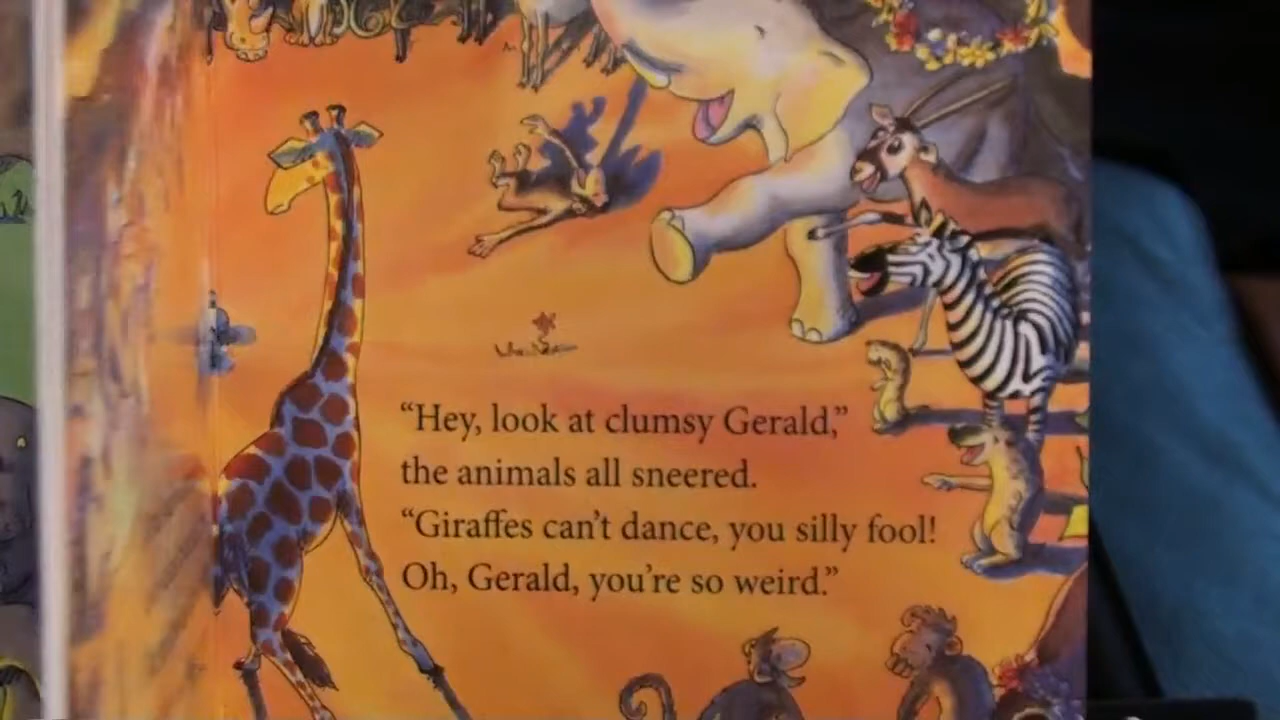 “Hey, look at clumsy Gerald,”
the animals all sneered.
“Giraffes can’t dance, you silly fool!
Oh, Gerald, you’re so weird.”